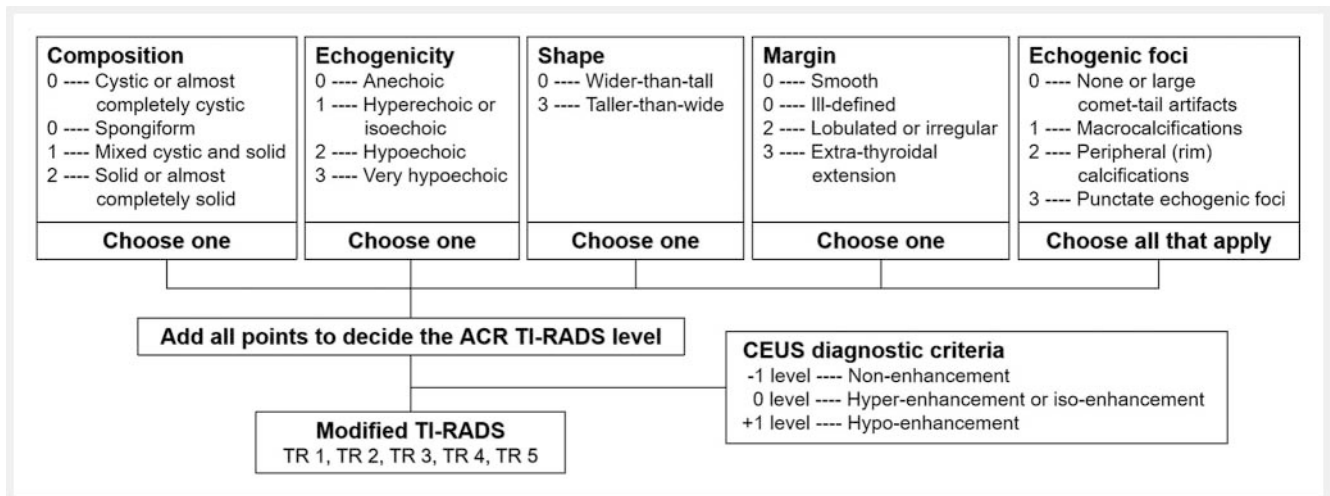 Composition
0 ---- Cystic or almost
completely cystic
0 ---- Spongiform
1 ---- Mixed cystic and solid
2 ---- Solid or almost
completely solid
Choose one
Echogenicity
0 ---- Anechoic
1 ---- Hyperechoic or
isoechoic
2 ---- Hypoechoic
3 ---- Very hypoechoic
Choose one
Shape
0 ---- Wider-than-tall
3 ---- Taller-than-wide
Choose one
Margin
0 ---- Smooth
0 ---- Ill-defined
2 ---- Lobulated or irregular
3 ---- Extra-thyroidal
extension
Choose one
Echogenic foci
0 ---- None or large
comet-tail artifacts
1 ---- Macrocalcifications
2 ---- Peripheral (rim)
calcifications
3 ---- Punctate echogenic foci
Choose all that apply
Add all points to decide the ACR TI-RADS level
CEUS diagnostic criteria
-1 level ---- Non-enhancement
0 level ---- Hyper-enhancement or iso-enhancement
+1 level ---- Hypo-enhancement
Modified TI-RADS
TR 1, TR 2, TR 3, TR 4, TR 5